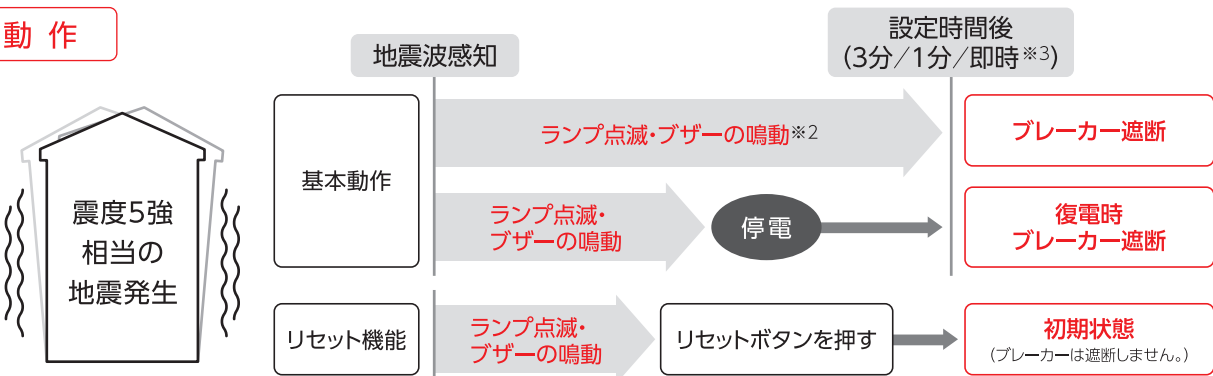 動作
地震波感知
設定時間後
(3分/1分/即時※3)
震度5強
相当の
地震発生
基本動作
ランプ点滅・ブザーの鳴動※2
ブレーカー遮断
ランプ点滅・
ブザーの鳴動
停電
復電時
ブレーカー遮断
リセット機能
ランプ点滅・
ブザーの鳴動
リセットボタンを押す
初期状態
(ブレーカーは遮断しません。)